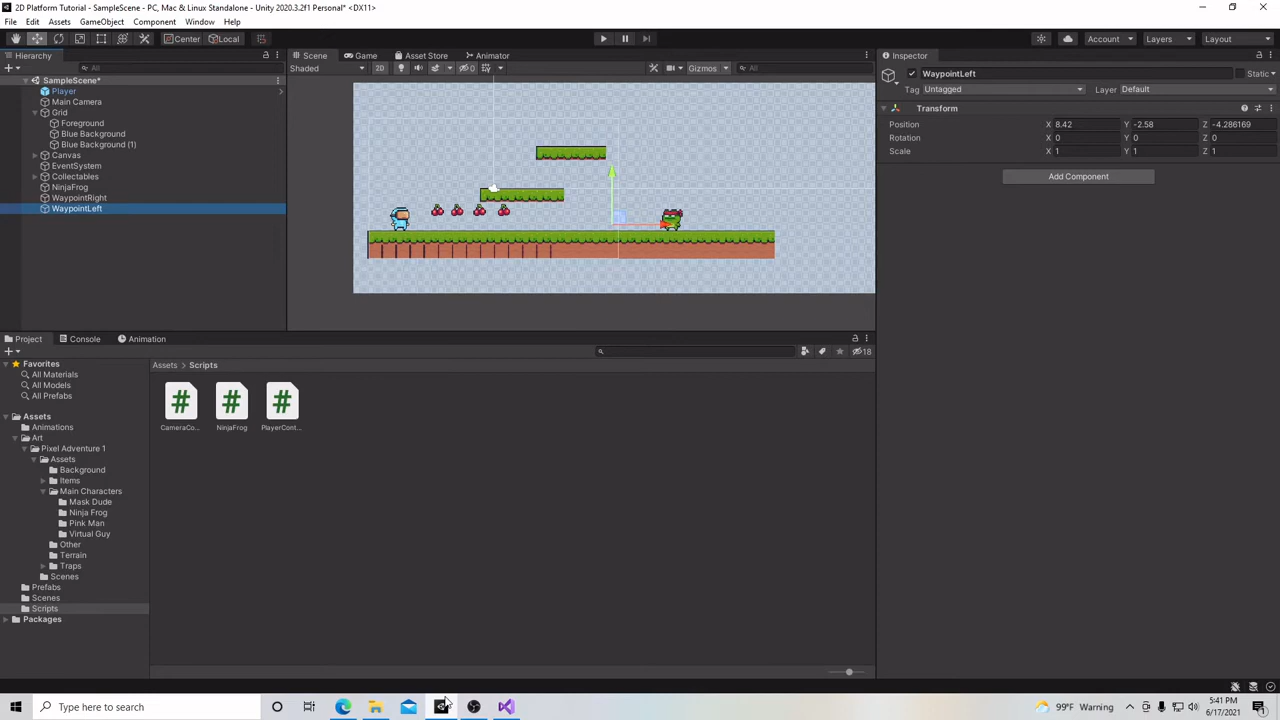 2D Platform Tutorial - SampleScene - PC, Mac & Linux Standalone - Unity 2020.3.2f1 Personal* <DX11>
File Edit Assets GameObject Component Window Help
Center Local Account Layers Layout
Hierarchy Scene Game Asset Store Animator Inspector
All Shaded 2D 0 Gizmos All WaypointLeft Static
SampleScene*
Player Tag Untagged Layer Default
Main Camera
Grid Transform
Foreground Position X 8.42 Y -2.58 Z -4.286169
Blue Background Rotation X 0 Y 0 Z 0
Blue Background (1) Scale X 1 Y 1 Z 1
Canvas
EventSystem
Collectables Add Component
NinjaFrog
WaypointRight
WaypointLeft
Project Console Animation
18
Favorites Assets > Scripts
All Materials
All Models
All Prefabs
Assets
Animations CameraCo... NinjaFrog PlayerCont...
Art
Pixel Adventure 1
Assets
Background
Items
Main Characters
Mask Dude
Ninja Frog
Pink Man
Virtual Guy
Other
Terrain
Traps
Scenes
Prefabs
Scenes
Scripts
Packages
Type here to search 99°F Warning 5:41 PM
6/17/2021
1